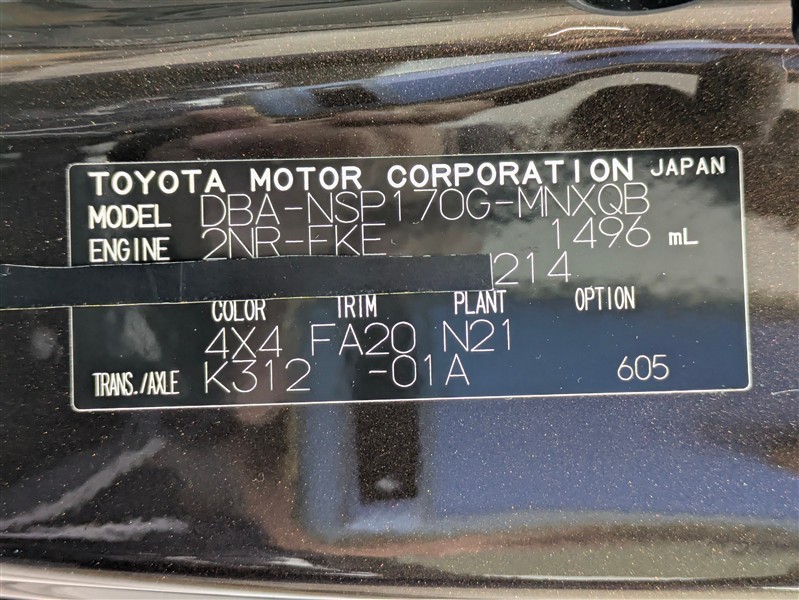 TOYOTA MOTOR CORPORATION JAPAN
MODEL DBA-NSP170G-MNXQB
ENGINE 2NR-FKE 1496 mL
214
COLOR TRIM PLANT OPTION
4X4 FA20 N21
TRANS./AXLE K312 -01A 605